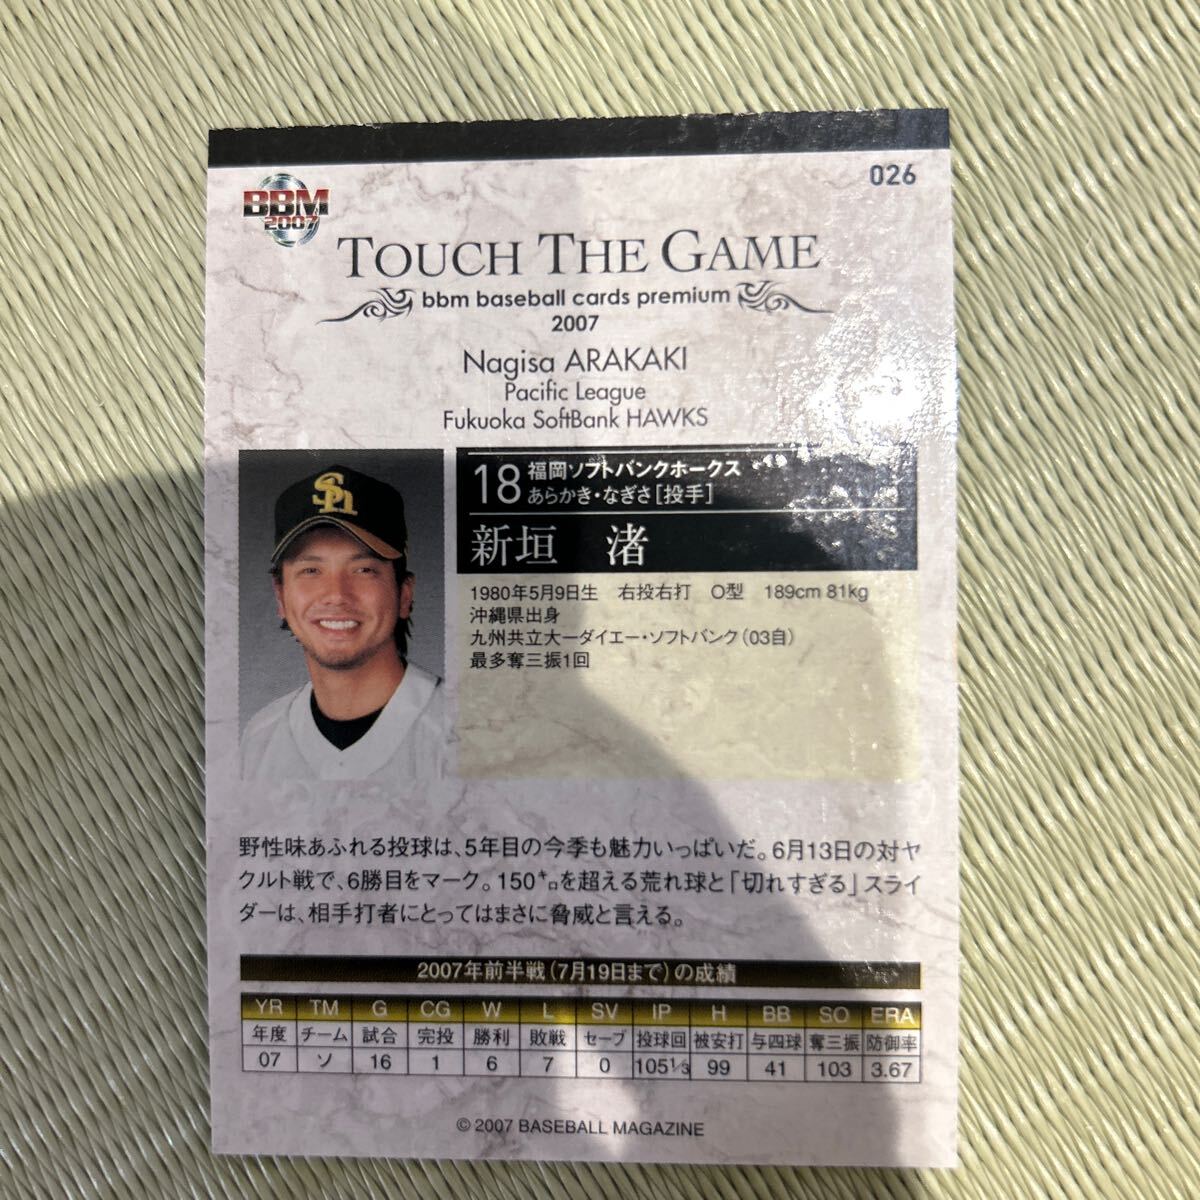 026
BBM
2007
TOUCH THE GAME
bbm baseball cards premium
2007
Nagisa ARAKAKI
Pacific League
Fukuoka SoftBank HAWKS
Sh
18 福岡ソフトバンクホークス
あらかき・なぎさ[投手]
新垣 渚
1980年5月9日生 右投右打 O型 189cm 81kg
沖縄県出身
九州共立大ーダイエー・ソフトバンク(03自)
最多奪三振1回
野性味あふれる投球は、5年目の今季も魅力いっぱいだ。6月13日の対ヤ
クルト戦で、6勝目をマーク。150㌔を超える荒れ球と「切れすぎる」スライ
ダーは、相手打者にとってはまさに脅威と言える。
2007年前半戦(7月19日まで)の成績
YR TM G CG W L SV IP H BB SO ERA
年度 チーム 試合 完投 勝利 敗戦 セーブ 投球回 被安打 与四球 奪三振 防御率
07 ソ 16 1 6 7 0 105⅓ 99 41 103 3.67
© 2007 BASEBALL MAGAZINE